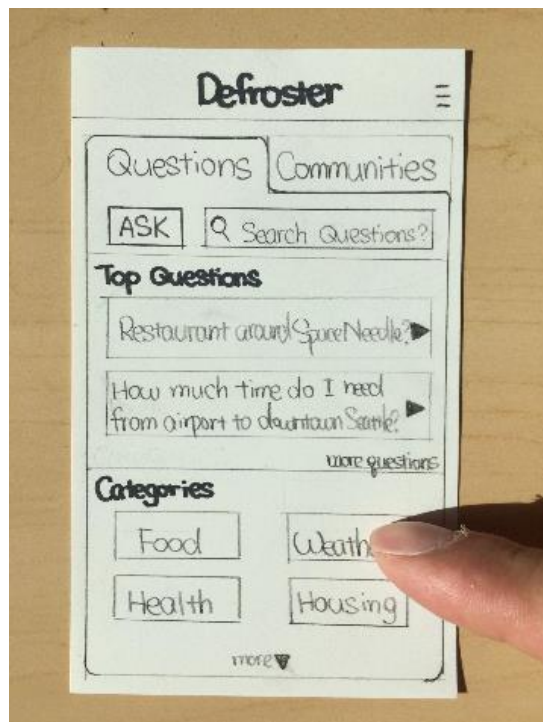 Defroster
Questions Communities
ASK Search Questions?
Top Questions
Restaurant around Space Needle?
How much time do I need
from airport to downtown Seattle?
more questions
Categories
Food Weath
Health Housing
more